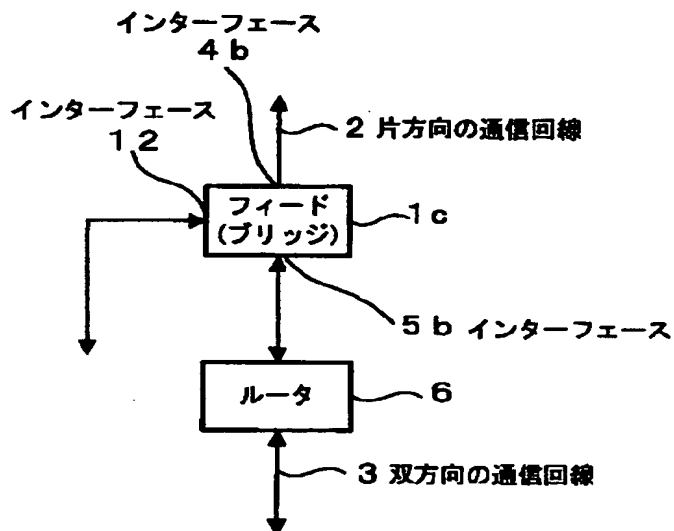 インターフェース
4b
インターフェース
12
2 片方向の通信回線
フィード
(ブリッジ)
1c
5b インターフェース
ルータ
6
3 双方向の通信回線